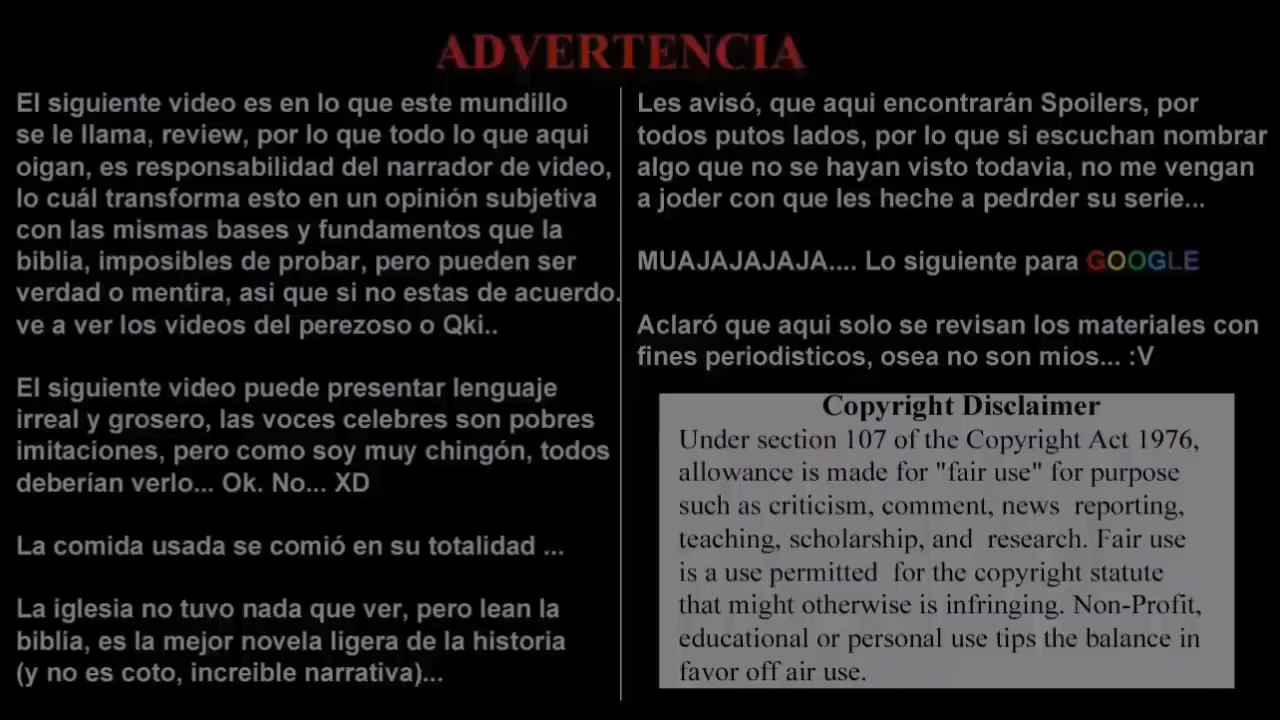 ADVERTENCIA
El siguiente video es en lo que este mundillo
se le llama, review, por lo que todo lo que aqui
oigan, es responsabilidad del narrador de video,
lo cuál transforma esto en un opinión subjetiva
con las mismas bases y fundamentos que la
biblia, imposibles de probar, pero pueden ser
verdad o mentira, asi que si no estas de acuerdo.
ve a ver los videos del perezoso o Qki..
El siguiente video puede presentar lenguaje
irreal y grosero, las voces celebres son pobres
imitaciones, pero como soy muy chingón, todos
deberían verlo... Ok. No... XD
La comida usada se comió en su totalidad ...
La iglesia no tuvo nada que ver, pero lean la
biblia, es la mejor novela ligera de la historia
(y no es coto, increible narrativa)...
Les avisó, que aqui encontrarán Spoilers, por
todos putos lados, por lo que si escuchan nombrar
algo que no se hayan visto todavia, no me vengan
a joder con que les heche a pedrder su serie...
MUAJAJAJAJA.... Lo siguiente para GOOGLE
Aclaró que aqui solo se revisan los materiales con
fines periodisticos, osea no son mios... :V
Copyright Disclaimer
Under section 107 of the Copyright Act 1976,
allowance is made for "fair use" for purpose
such as criticism, comment, news reporting,
teaching, scholarship, and research. Fair use
is a use permitted for the copyright statute
that might otherwise is infringing. Non-Profit,
educational or personal use tips the balance in
favor off air use.